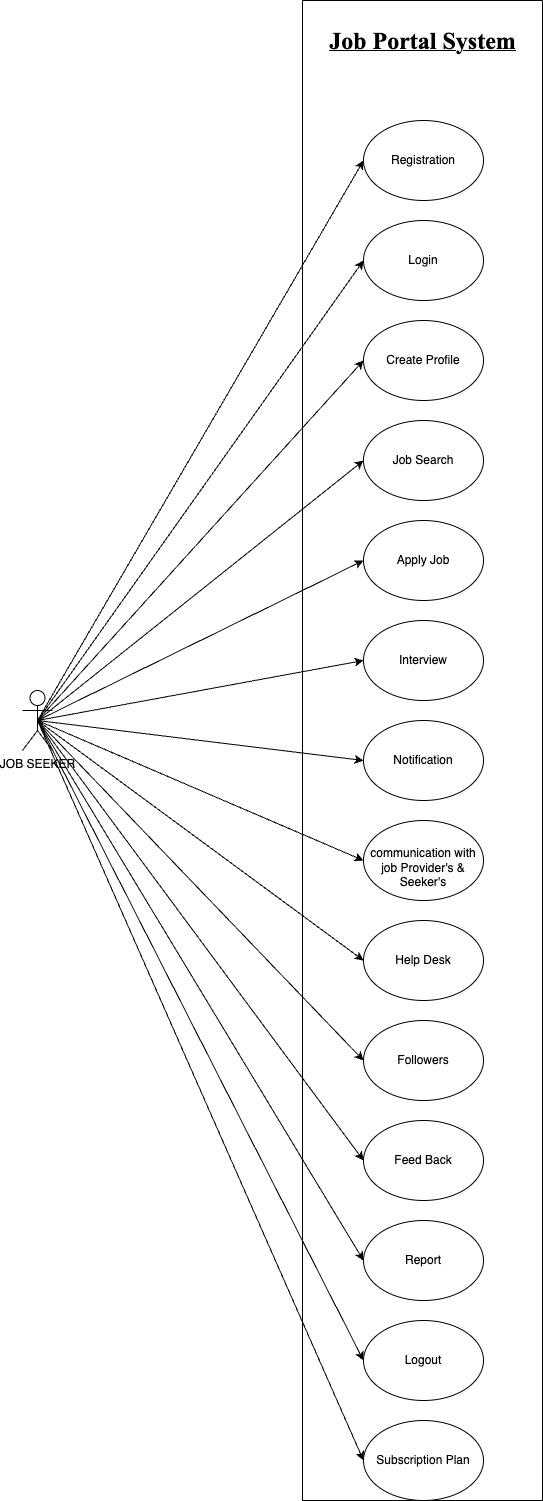 Job Portal System
Registration
Login
Create Profile
Job Search
Apply Job
Interview
JOB SEEKER
Notification
communication with
job Provider's &
Seeker's
Help Desk
Followers
Feed Back
Report
Logout
Subscription Plan